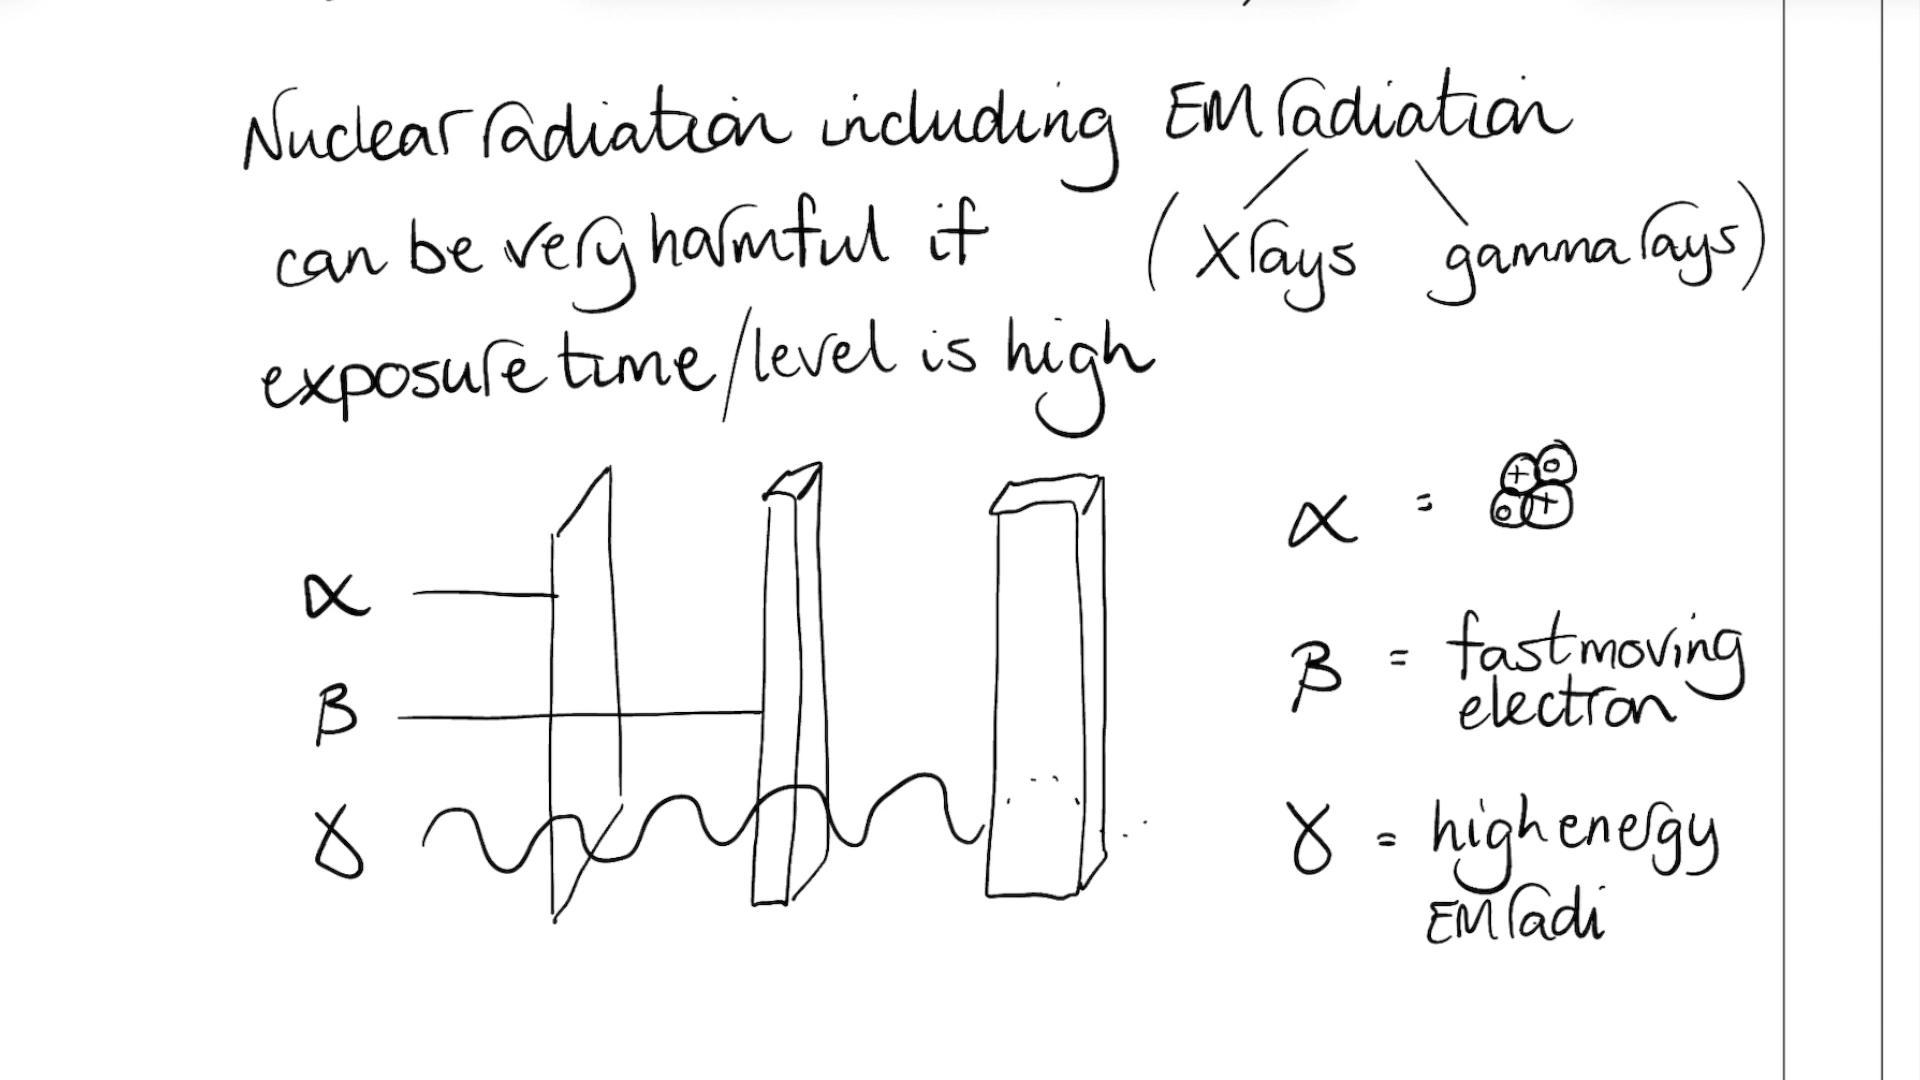 Nuclear radiation including EM radiation
can be very harmful if (Xrays gamma rays)
exposure time/level is high
α = + o o +
α
β = fast moving
electron
β
γ = high energy
γ
EM radi